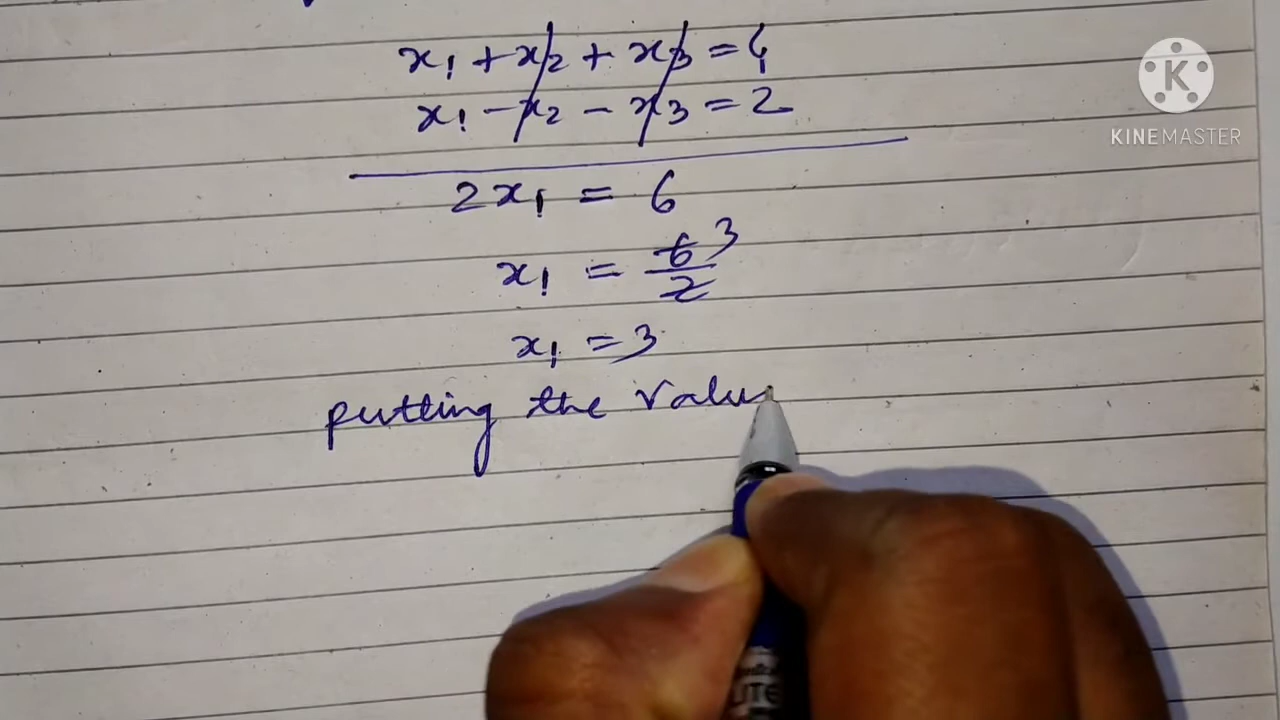 x₁ + x₂ + x₃ = 4
x₁ - x₂ - x₃ = 2
2x₁ = 6
x₁ = 6/2 3
x₁ = 3
putting the valu
K
KINEMASTER